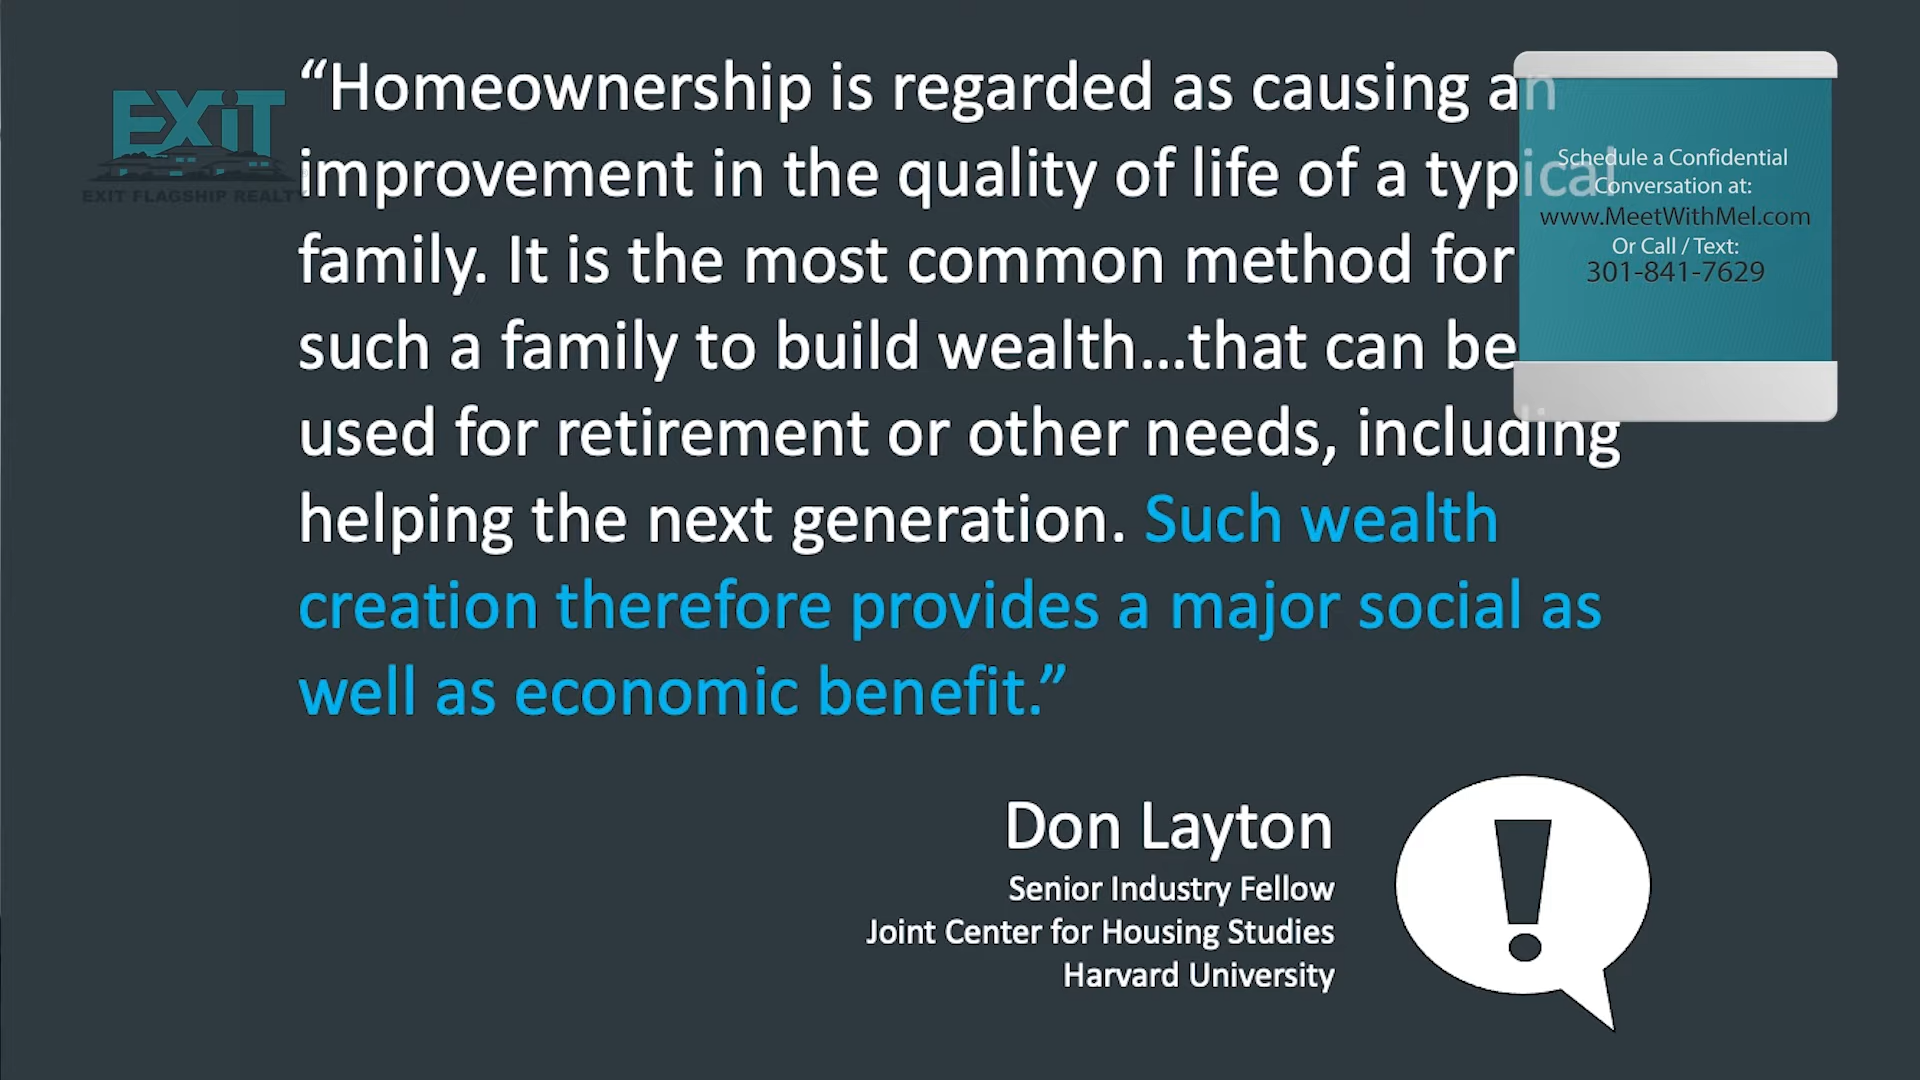 EXIT
EXIT FLAGSHIP REALTY
“Homeownership is regarded as causing an
improvement in the quality of life of a typical
family. It is the most common method for
such a family to build wealth...that can be
used for retirement or other needs, including
helping the next generation. Such wealth
creation therefore provides a major social as
well as economic benefit.”
Don Layton
Senior Industry Fellow
Joint Center for Housing Studies
Harvard University
Schedule a Confidential
Conversation at:
www.MeetWithMel.com
Or Call / Text:
301-841-7629
!